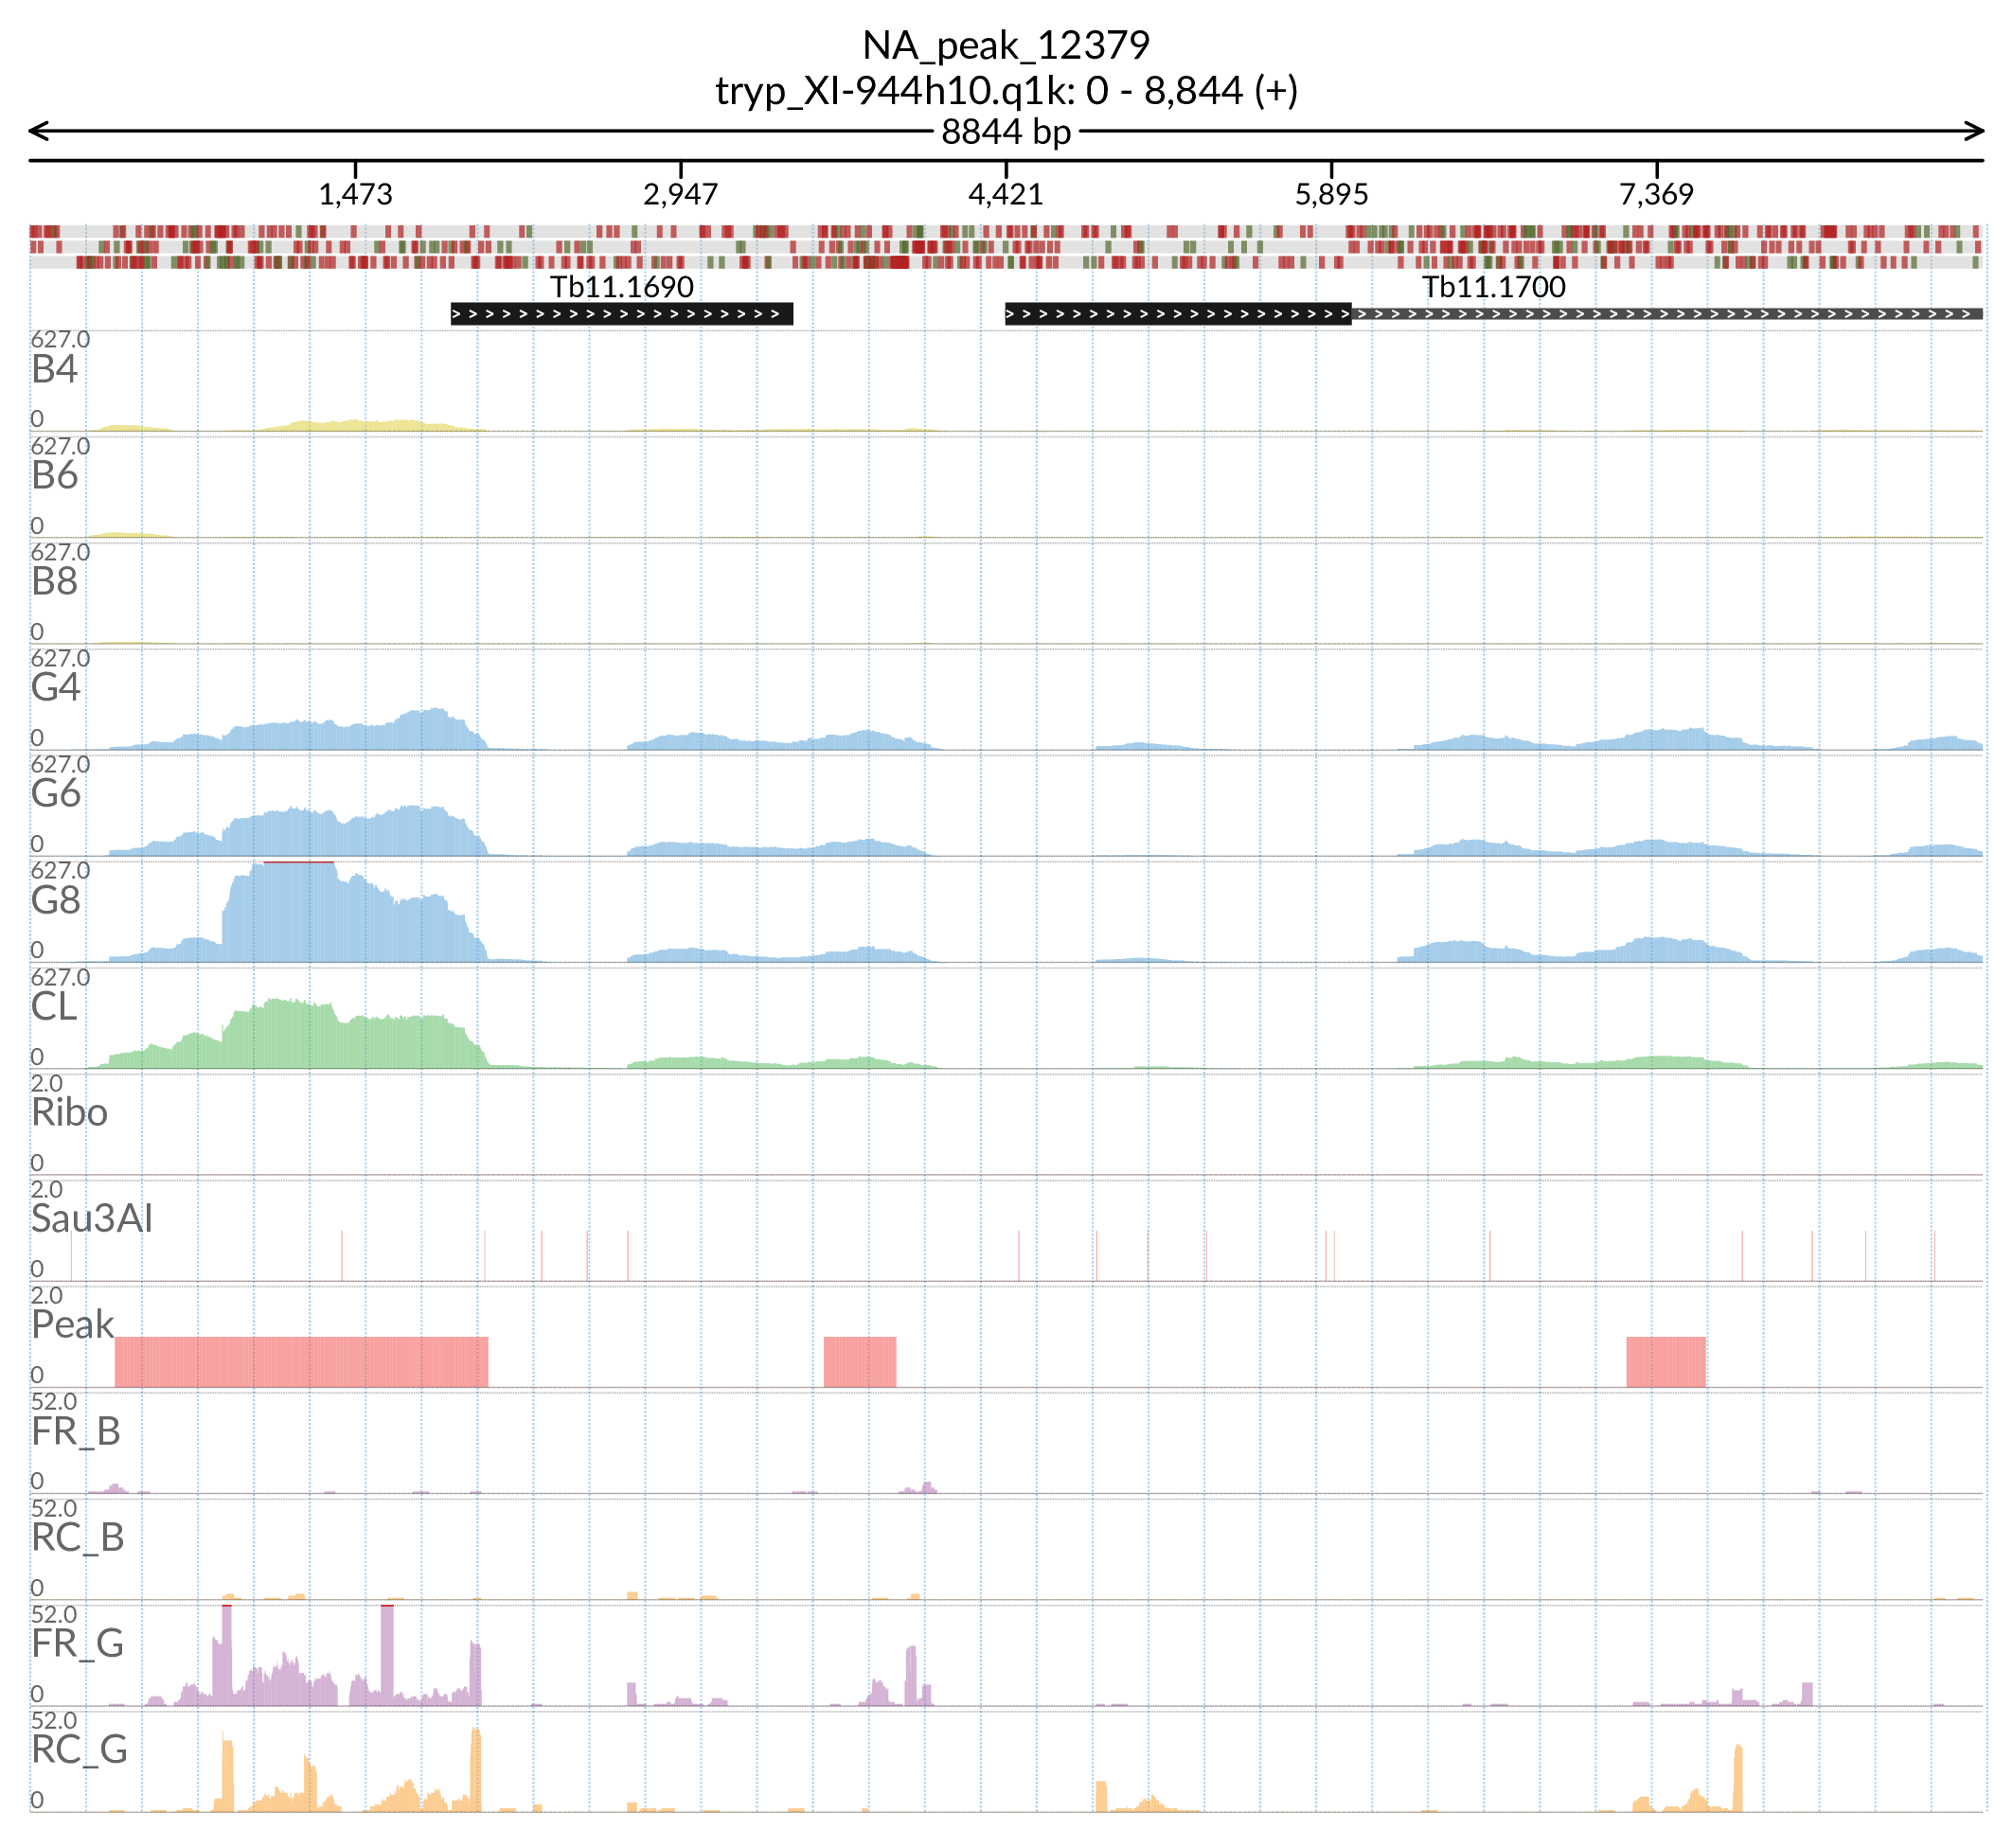 NA_peak_12379
tryp_XI-944h10.q1k: 0 - 8,844 (+)
8844 bp
1,473 2,947 4,421 5,895 7,369
Tb11.1690 Tb11.1700
627.0
B4
0
627.0
B6
0
627.0
B8
0
627.0
G4
0
627.0
G6
0
627.0
G8
0
627.0
CL
0
2.0
Ribo
0
2.0
Sau3AI
0
2.0
Peak
0
52.0
FR_B
0
52.0
RC_B
0
52.0
FR_G
0
52.0
RC_G
0